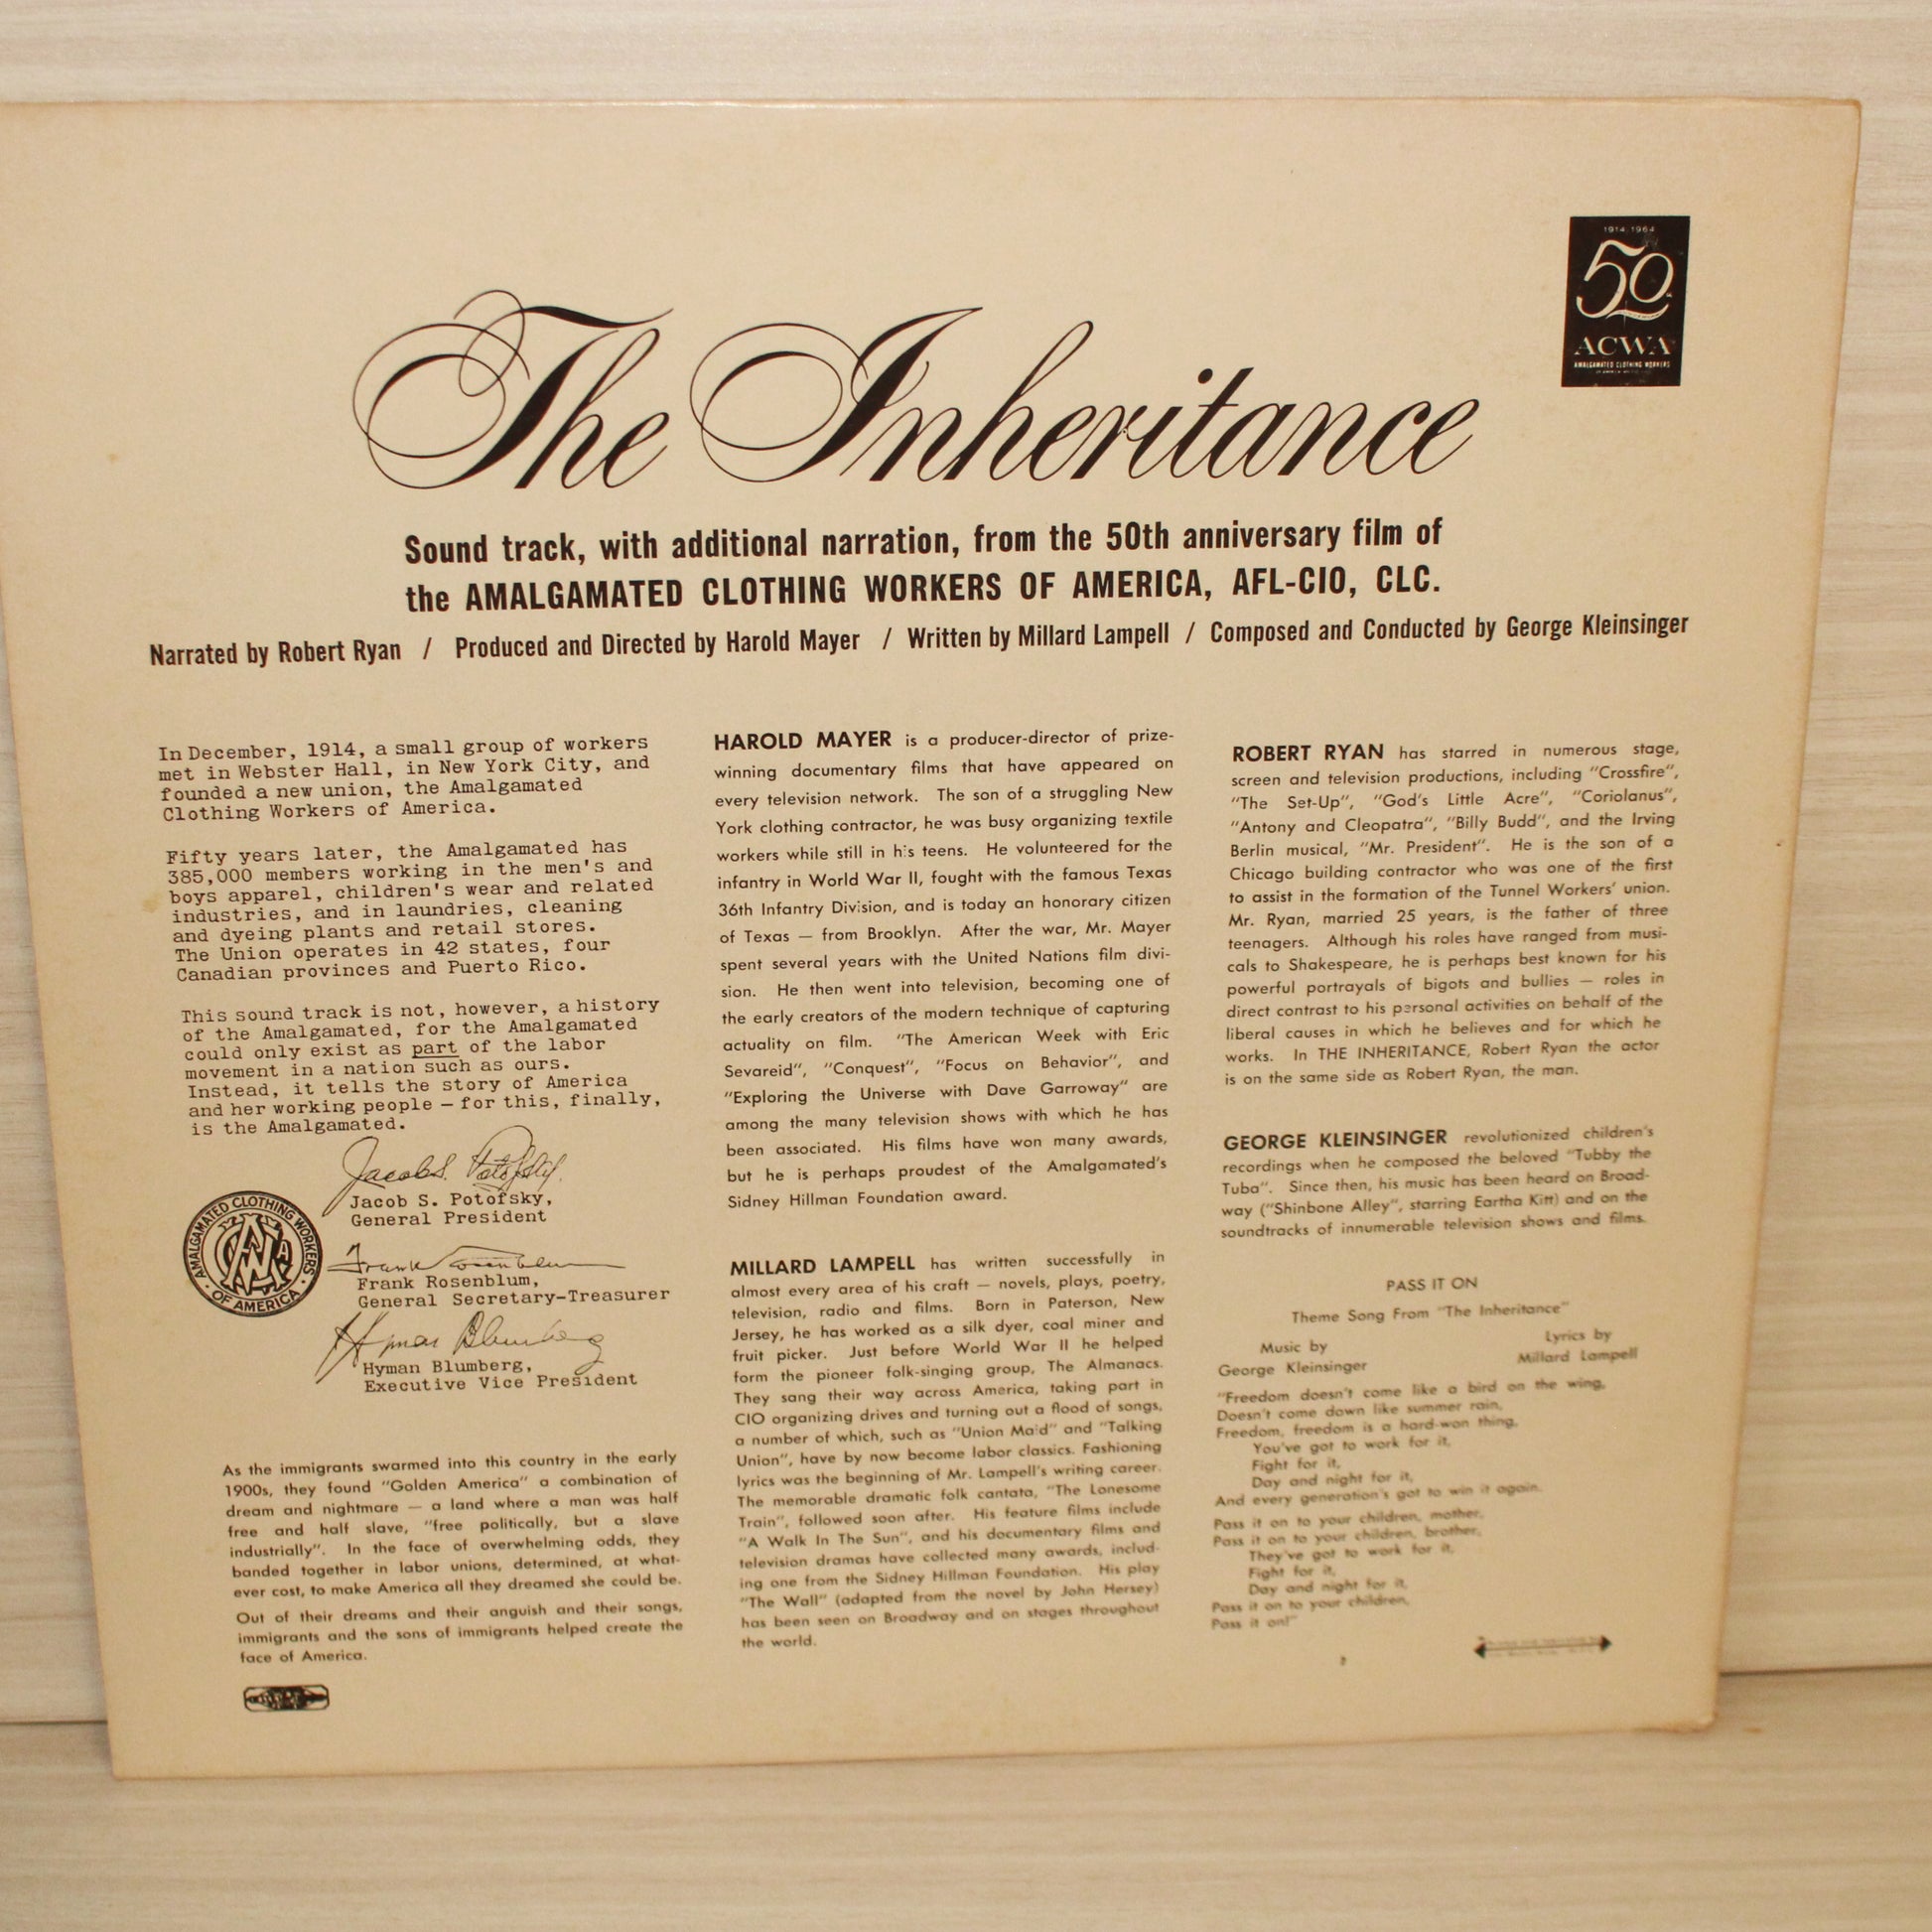 1914 1964
50
ACWA
AMALGAMATED CLOTHING WORKERS
The Inheritance
Sound track, with additional narration, from the 50th anniversary film of
the AMALGAMATED CLOTHING WORKERS OF AMERICA, AFL-CIO, CLC.
Narrated by Robert Ryan / Produced and Directed by Harold Mayer / Written by Millard Lampell / Composed and Conducted by George Kleinsinger
In December, 1914, a small group of workers
met in Webster Hall, in New York City, and
founded a new union, the Amalgamated
Clothing Workers of America.
Fifty years later, the Amalgamated has
385,000 members working in the men's and
boys apparel, children's wear and related
industries, and in laundries, cleaning
and dyeing plants and retail stores.
The Union operates in 42 states, four
Canadian provinces and Puerto Rico.
This sound track is not, however, a history
of the Amalgamated, for the Amalgamated
could only exist as part of the labor
movement in a nation such as ours.
Instead, it tells the story of America
and her working people — for this, finally,
is the Amalgamated.
Jacob S. Potofsky
Jacob S. Potofsky,
General President
Frank Rosenblum
Frank Rosenblum,
General Secretary-Treasurer
Hyman Blumberg
Hyman Blumberg,
Executive Vice President
AMALGAMATED CLOTHING WORKERS
OF AMERICA
As the immigrants swarmed into this country in the early
1900s, they found "Golden America" a combination of
dream and nightmare — a land where a man was half
free and half slave, "free politically, but a slave
industrially". In the face of overwhelming odds, they
banded together in labor unions, determined, at what-
ever cost, to make America all they dreamed she could be.
Out of their dreams and their anguish and their songs,
immigrants and the sons of immigrants helped create the
face of America.
HAROLD MAYER is a producer-director of prize-
winning documentary films that have appeared on
every television network. The son of a struggling New
York clothing contractor, he was busy organizing textile
workers while still in his teens. He volunteered for the
infantry in World War II, fought with the famous Texas
36th Infantry Division, and is today an honorary citizen
of Texas — from Brooklyn. After the war, Mr. Mayer
spent several years with the United Nations film divi-
sion. He then went into television, becoming one of
the early creators of the modern technique of capturing
actuality on film. "The American Week with Eric
Sevareid", "Conquest", "Focus on Behavior", and
"Exploring the Universe with Dave Garroway" are
among the many television shows with which he has
been associated. His films have won many awards,
but he is perhaps proudest of the Amalgamated's
Sidney Hillman Foundation award.
MILLARD LAMPELL has written successfully in
almost every area of his craft — novels, plays, poetry,
television, radio and films. Born in Paterson, New
Jersey, he has worked as a silk dyer, coal miner and
fruit picker. Just before World War II he helped
form the pioneer folk-singing group, The Almanacs.
They sang their way across America, taking part in
CIO organizing drives and turning out a flood of songs,
a number of which, such as "Union Maid" and "Talking
Union", have by now become labor classics. Fashioning
lyrics was the beginning of Mr. Lampell's writing career.
The memorable dramatic folk cantata, "The Lonesome
Train", followed soon after. His feature films include
"A Walk In The Sun", and his documentary films and
television dramas have collected many awards, includ-
ing one from the Sidney Hillman Foundation. His play
"The Wall" (adapted from the novel by John Hersey)
has been seen on Broadway and on stages throughout
the world.
ROBERT RYAN has starred in numerous stage,
screen and television productions, including "Crossfire",
"The Set-Up", "God's Little Acre", "Coriolanus",
"Antony and Cleopatra", "Billy Budd", and the Irving
Berlin musical, "Mr. President". He is the son of a
Chicago building contractor who was one of the first
to assist in the formation of the Tunnel Workers' union.
Mr. Ryan, married 25 years, is the father of three
teenagers. Although his roles have ranged from musi-
cals to Shakespeare, he is perhaps best known for his
powerful portrayals of bigots and bullies — roles in
direct contrast to his personal activities on behalf of the
liberal causes in which he believes and for which he
works. In THE INHERITANCE, Robert Ryan the actor
is on the same side as Robert Ryan, the man.
GEORGE KLEINSINGER revolutionized children's
recordings when he composed the beloved "Tubby the
Tuba". Since then, his music has been heard on Broad-
way ("Shinbone Alley", starring Eartha Kitt) and on the
soundtracks of innumerable television shows and films.
PASS IT ON
Theme Song From "The Inheritance"
Music by
George Kleinsinger
Lyrics by
Millard Lampell
"Freedom doesn't come like a bird on the wing,
Doesn't come down like summer rain,
Freedom, freedom is a hard-won thing,
You've got to work for it,
Fight for it,
Day and night for it,
And every generation's got to win it again.
Pass it on to your children, mother,
Pass it on to your children, brother,
They've got to work for it,
Fight for it,
Day and night for it,
Pass it on to your children,
Pass it on!"